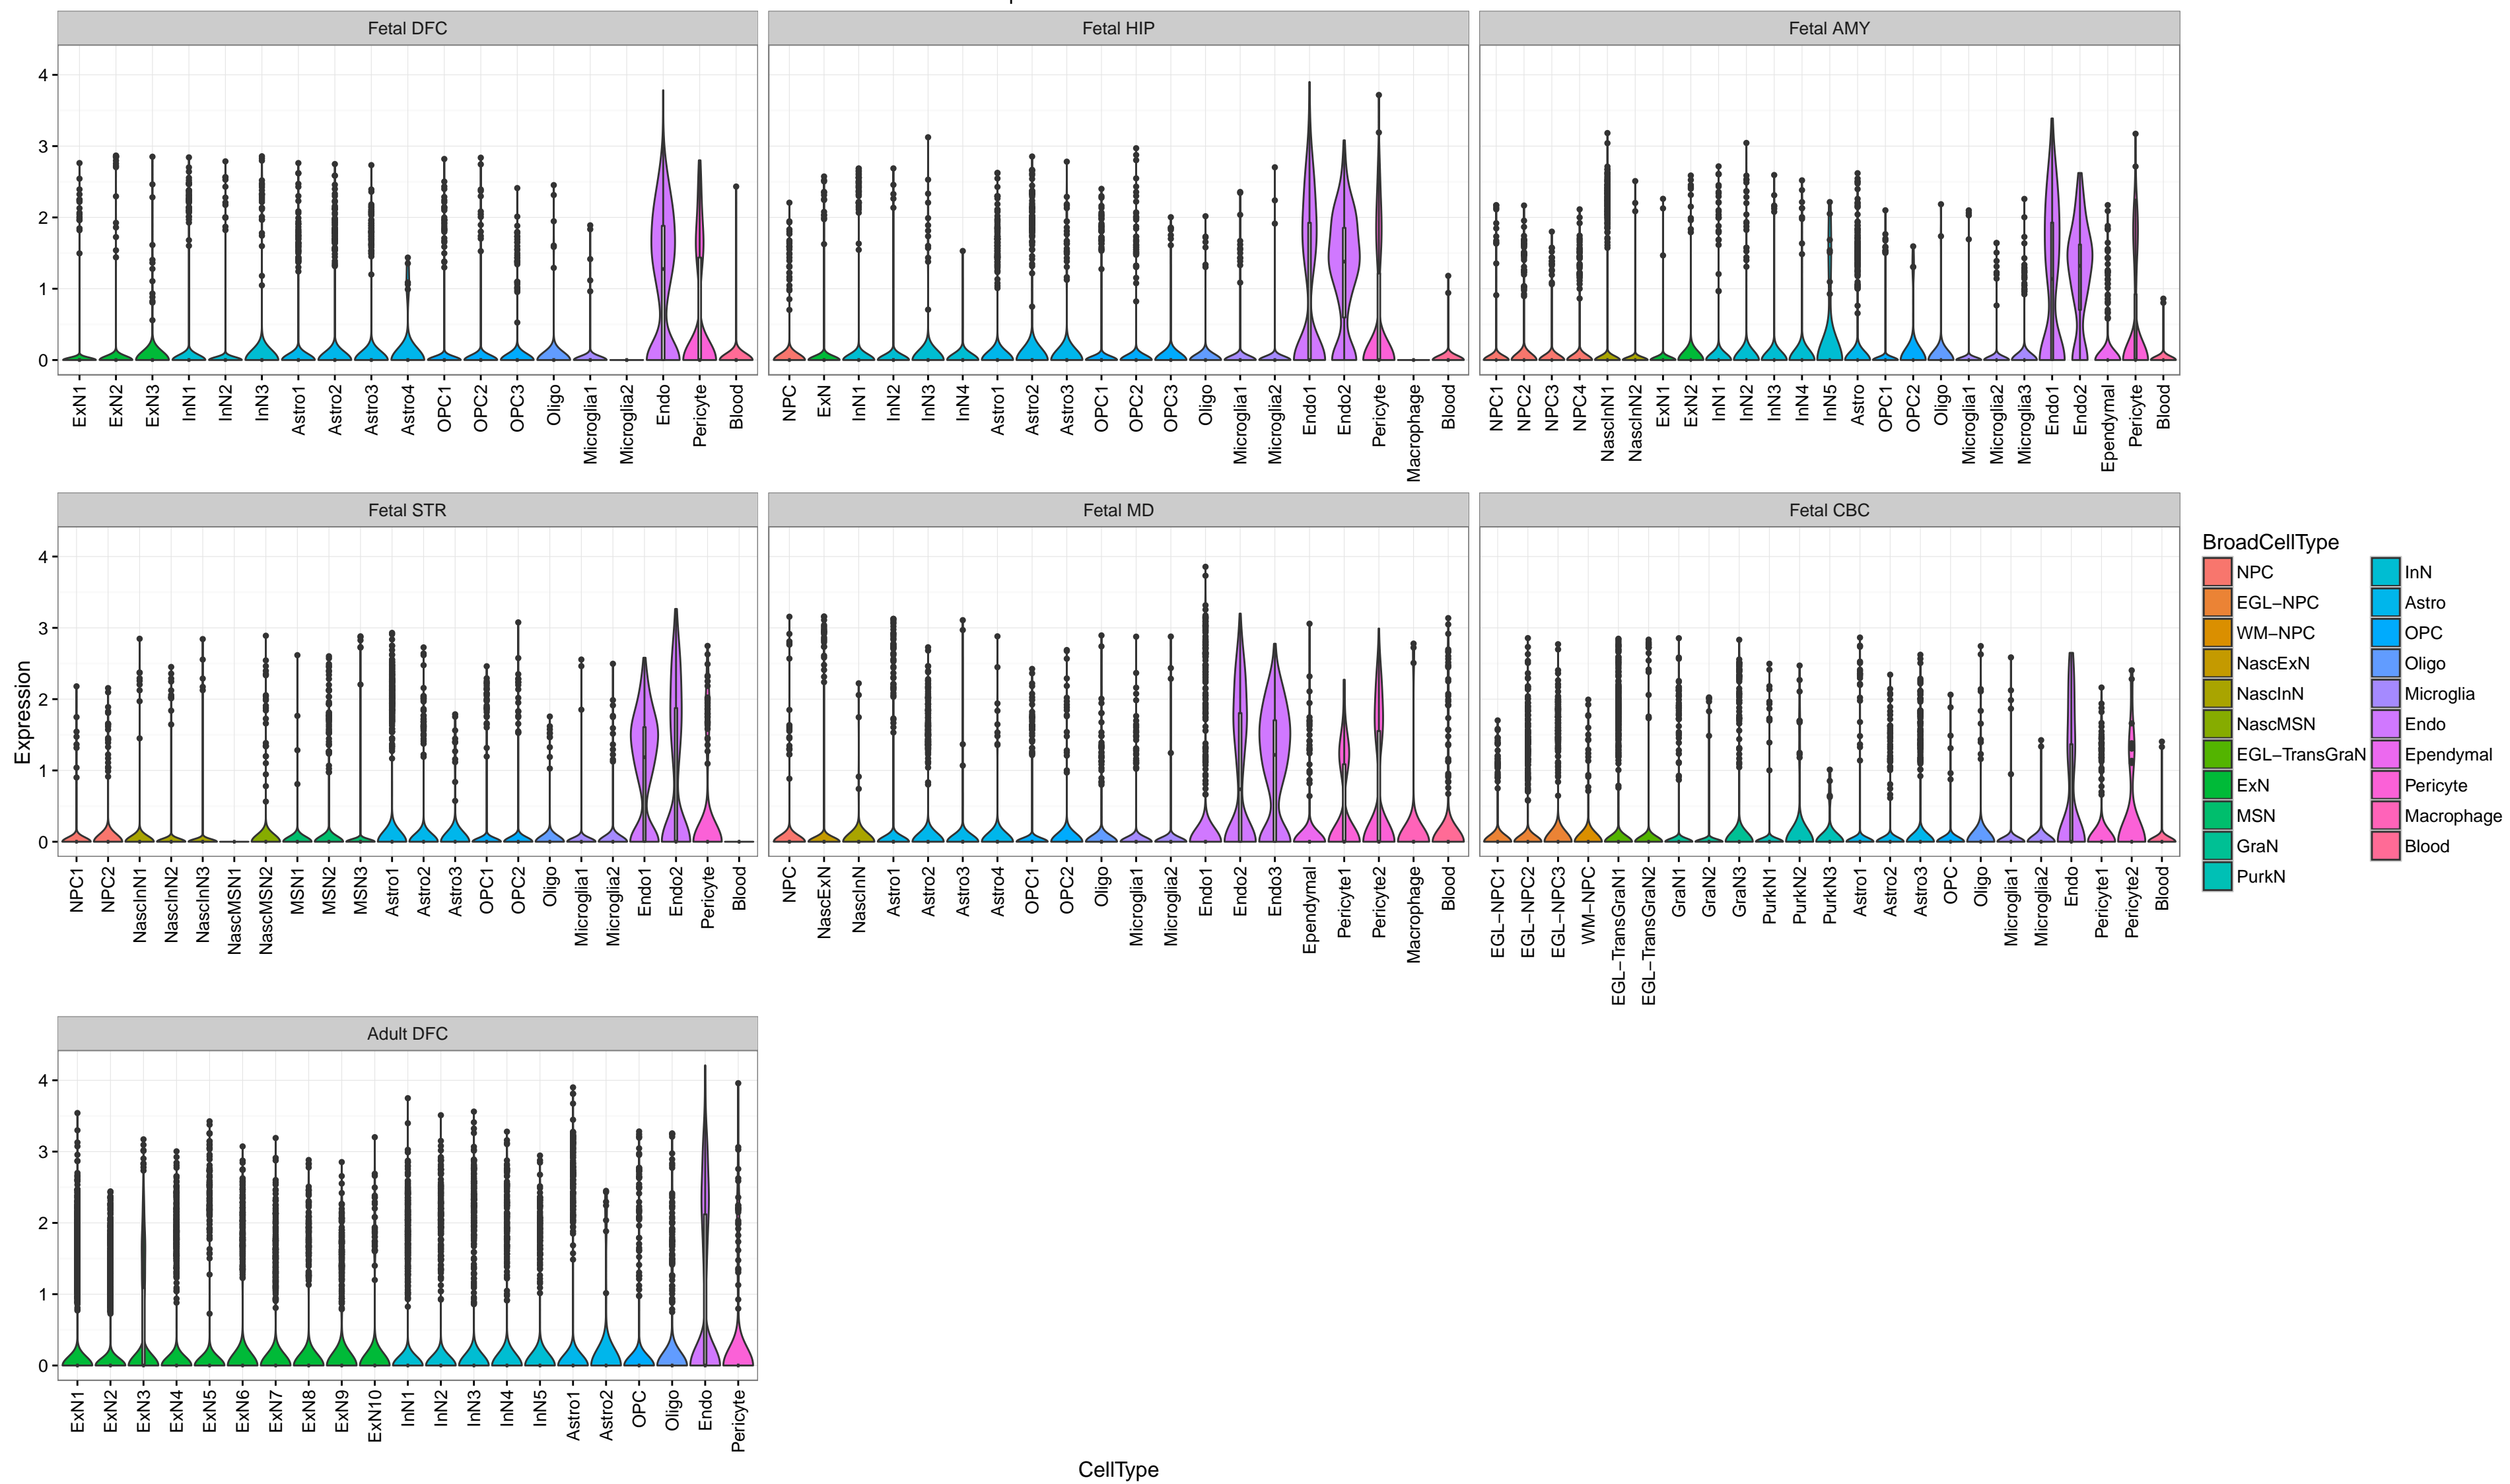 Fetal DFC
Fetal HIP
Fetal AMY
4
3
2
1
0
ExN1 ExN2 ExN3 InN1 InN2 InN3 Astro1 Astro2 Astro3 Astro4 OPC1 OPC2 OPC3 Oligo Microglia1 Microglia2 Endo Pericyte Blood
NPC ExN InN1 InN2 InN3 InN4 Astro1 Astro2 Astro3 OPC1 OPC2 OPC3 Oligo Microglia1 Microglia2 Endo1 Endo2 Pericyte Macrophage Blood
NPC1 NPC2 NPC3 NPC4 NascInN1 NascInN2 ExN1 ExN2 InN1 InN2 InN3 InN4 InN5 Astro OPC1 OPC2 Oligo Microglia1 Microglia2 Microglia3 Endo1 Endo2 Ependymal Pericyte Blood
Fetal STR
Fetal MD
Fetal CBC
Expression
4
3
2
1
0
NPC1 NPC2 NascInN1 NascInN2 NascInN3 NascMSN1 NascMSN2 MSN1 MSN2 MSN3 Astro1 Astro2 Astro3 OPC1 OPC2 Oligo Microglia1 Microglia2 Endo1 Endo2 Pericyte Blood
NPC NascExN NascInN Astro1 Astro2 Astro3 Astro4 OPC1 OPC2 Oligo Microglia1 Microglia2 Endo1 Endo2 Endo3 Ependymal Pericyte1 Pericyte2 Macrophage Blood
EGL−NPC1 EGL−NPC2 EGL−NPC3 WM−NPC EGL−TransGraN1 EGL−TransGraN2 GraN1 GraN2 GraN3 PurkN1 PurkN2 PurkN3 Astro1 Astro2 Astro3 OPC Oligo Microglia1 Microglia2 Endo Pericyte1 Pericyte2 Blood
BroadCellType
NPC
EGL−NPC
WM−NPC
NascExN
NascInN
NascMSN
EGL−TransGraN
ExN
MSN
GraN
PurkN
InN
Astro
OPC
Oligo
Microglia
Endo
Ependymal
Pericyte
Macrophage
Blood
Adult DFC
4
3
2
1
0
ExN1 ExN2 ExN3 ExN4 ExN5 ExN6 ExN7 ExN8 ExN9 ExN10 InN1 InN2 InN3 InN4 InN5 Astro1 Astro2 OPC Oligo Endo Pericyte
CellType